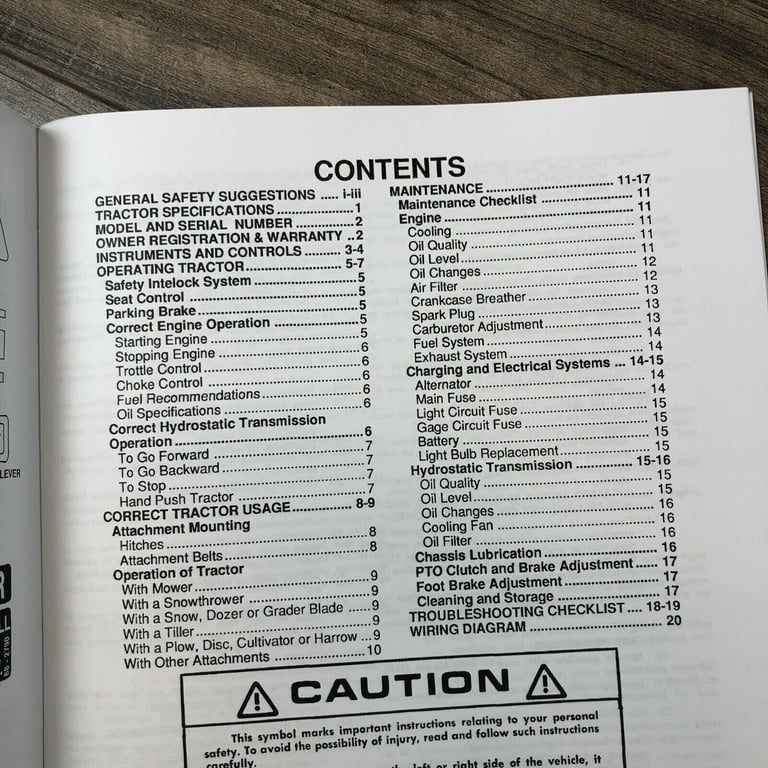 CONTENTS
GENERAL SAFETY SUGGESTIONS ..... i-iii
TRACTOR SPECIFICATIONS .................. 1
MODEL AND SERIAL NUMBER .............. 2
OWNER REGISTRATION & WARRANTY .. 2
INSTRUMENTS AND CONTROLS ......... 3-4
OPERATING TRACTOR ........................ 5-7
Safety Intelock System ........................ 5
Seat Control ........................................ 5
Parking Brake ...................................... 5
Correct Engine Operation .................... 5
Starting Engine .................................. 5
Stopping Engine ................................ 6
Trottle Control .................................... 6
Choke Control ................................... 6
Fuel Recommendations ..................... 6
Oil Specifications ............................... 6
Correct Hydrostatic Transmission
Operation ............................................ 6
To Go Forward .................................. 7
To Go Backward ................................ 7
To Stop .............................................. 7
Hand Push Tractor ............................. 7
CORRECT TRACTOR USAGE ............... 8-9
Attachment Mounting
Hitches ............................................... 8
Attachment Belts ................................ 8
Operation of Tractor
With Mower ........................................ 9
With a Snowthrower ........................... 9
With a Snow, Dozer or Grader Blade ..... 9
With a Tiller ........................................ 9
With a Plow, Disc, Cultivator or Harrow ... 9
With Other Attachments ..................... 10
MAINTENANCE ............................... 11-17
Maintenance Checklist ...................... 11
Engine ................................................ 11
Cooling .............................................. 11
Oil Quality .......................................... 11
Oil Level ............................................ 11
Oil Changes ...................................... 12
Air Filter ............................................. 12
Crankcase Breather .......................... 13
Spark Plug ......................................... 13
Carburetor Adjustment ...................... 13
Fuel System ...................................... 14
Exhaust System ................................ 14
Charging and Electrical Systems ... 14-15
Alternator ........................................... 14
Main Fuse .......................................... 14
Light Circuit Fuse .............................. 15
Gage Circuit Fuse ............................. 15
Battery ............................................... 15
Light Bulb Replacement .................... 15
Hydrostatic Transmission ............. 15-16
Oil Quality .......................................... 15
Oil Level ............................................ 15
Oil Changes ...................................... 16
Cooling Fan ....................................... 16
Oil Filter ............................................. 16
Chassis Lubrication ........................... 16
PTO Clutch and Brake Adjustment ..... 17
Foot Brake Adjustment ...................... 17
Cleaning and Storage ........................ 17
TROUBLESHOOTING CHECKLIST .... 18-19
WIRING DIAGRAM ............................. 20
CAUTION
This symbol marks important instructions relating to your personal
safety. To avoid the possibility of injury, read and follow such instructions
carefully.
left or right side of the vehicle, it
LEVER